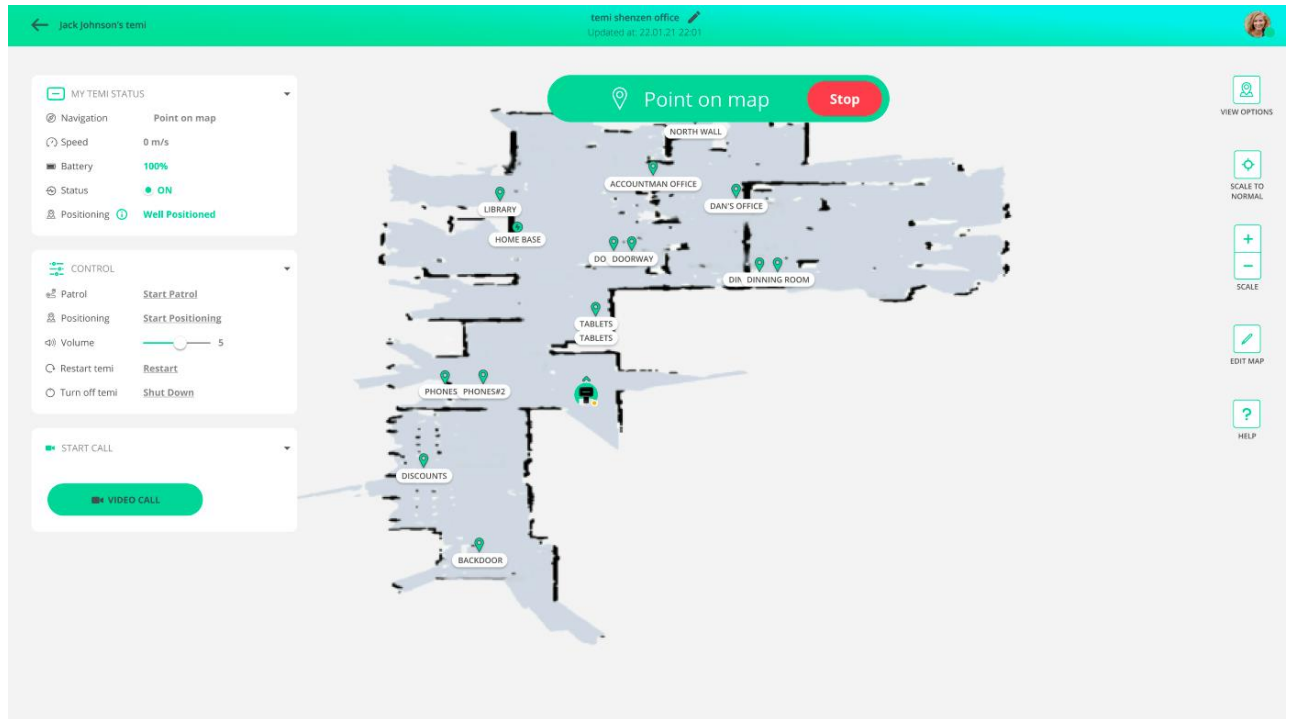 Jack Johnson's temi
temi shenzen office
Updated at: 22.01.21 22:01
MY TEMI STATUS
Navigation Point on map
Speed 0 m/s
Battery 100%
Status ON
Positioning Well Positioned
CONTROL
Patrol Start Patrol
Positioning Start Positioning
Volume 5
Restart temi Restart
Turn off temi Shut Down
START CALL
VIDEO CALL
Point on map Stop
NORTH WALL
ACCOUNTMAN OFFICE
LIBRARY
DAN'S OFFICE
HOME BASE
DO DOORWAY
DIN DINNING ROOM
TABLETS
TABLETS
PHONES PHONES#2
DISCOUNTS
BACKDOOR
VIEW OPTIONS
SCALE TO
NORMAL
+
−
SCALE
EDIT MAP
?
HELP